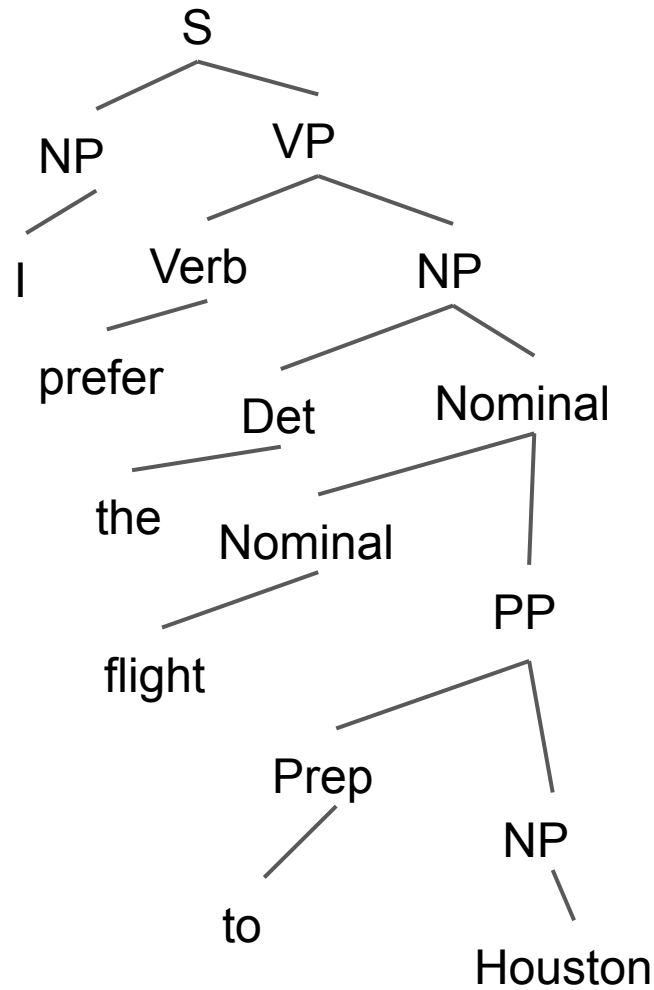 S
NP VP
I Verb NP
prefer Det Nominal
the Nominal
PP
flight
Prep
NP
to
Houston